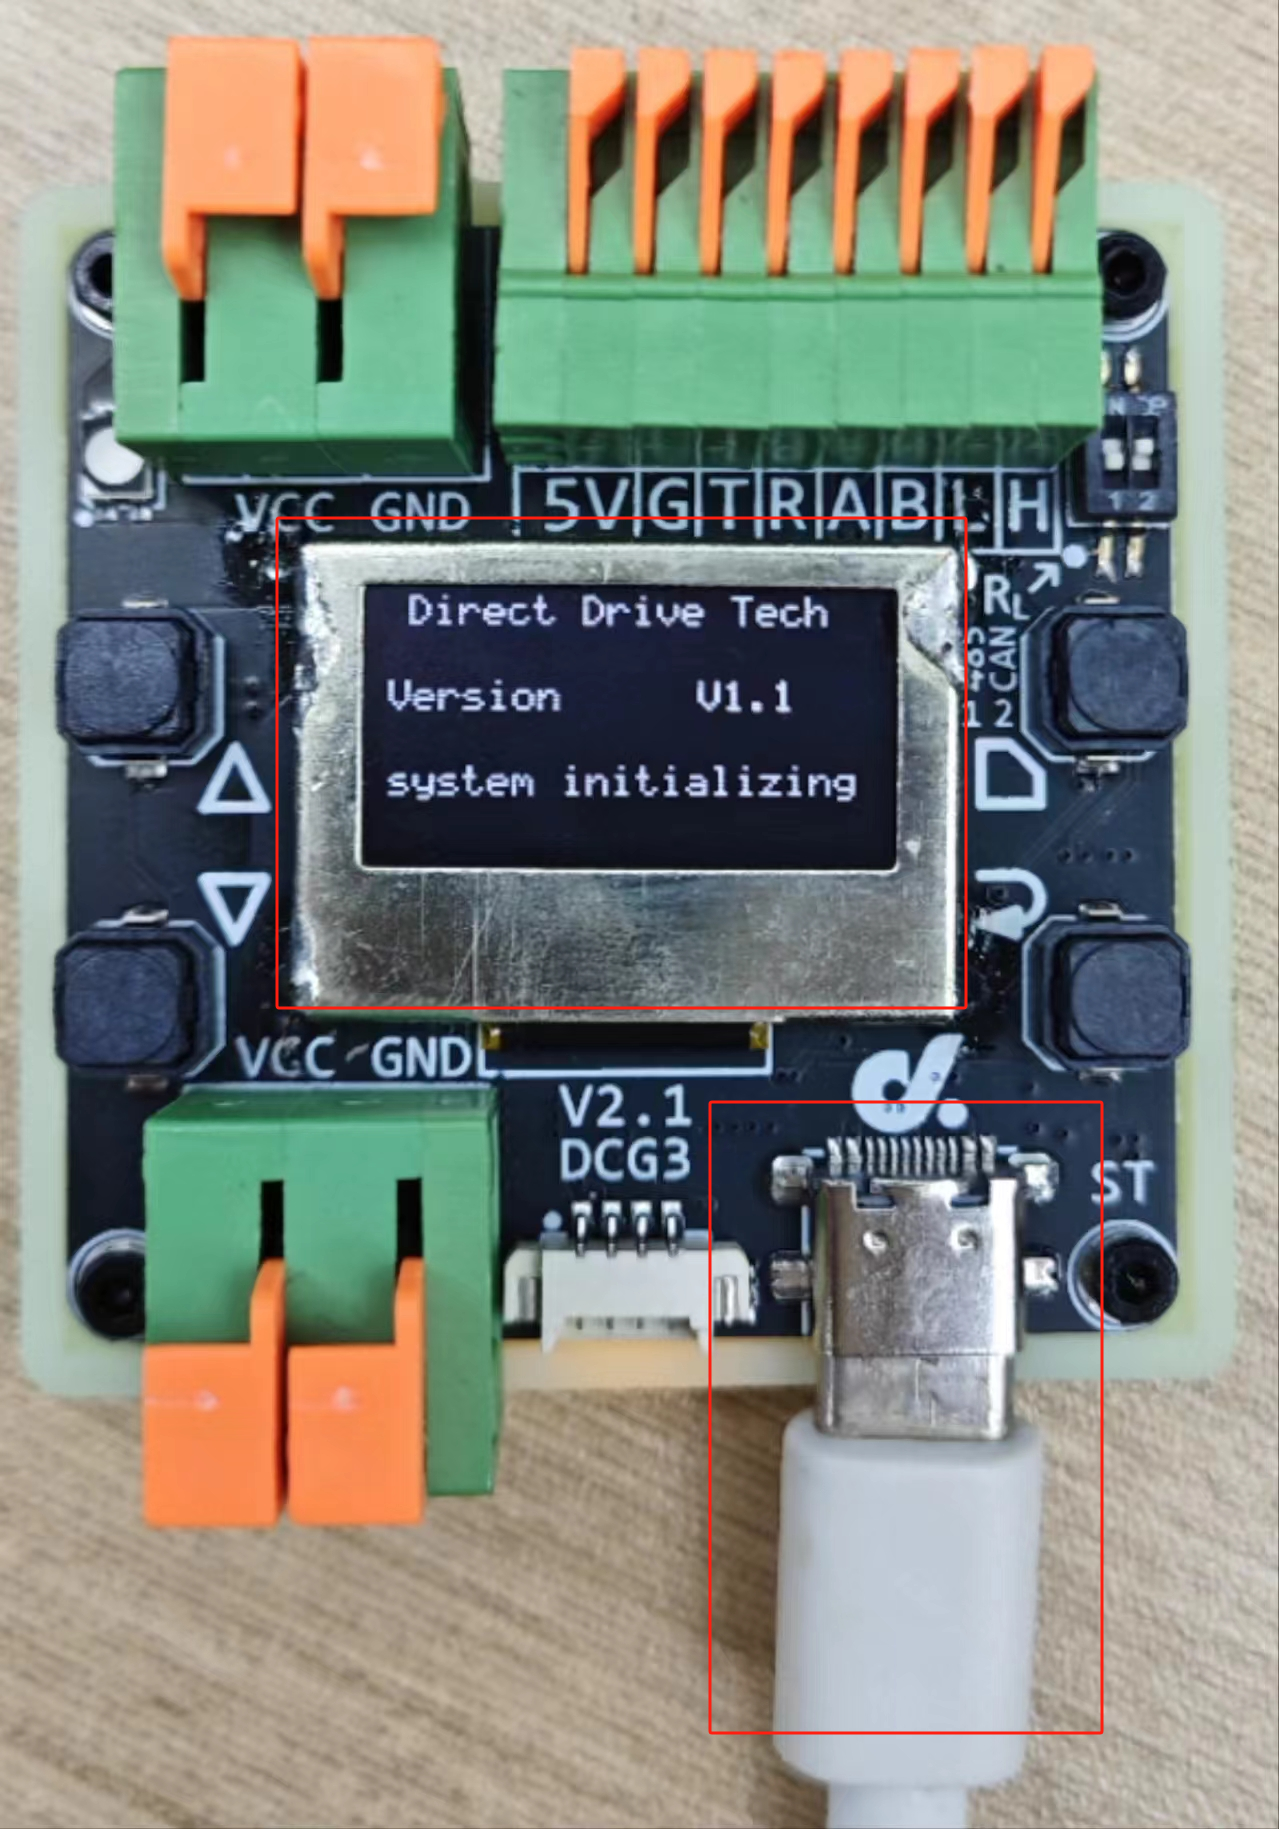 VCC GND
5V G T R A B L H
1 2
Direct Drive Tech
Version V1.1
system initializing
RL
485
CAN
1 2
VCC GND
V2.1
DCG3
ST